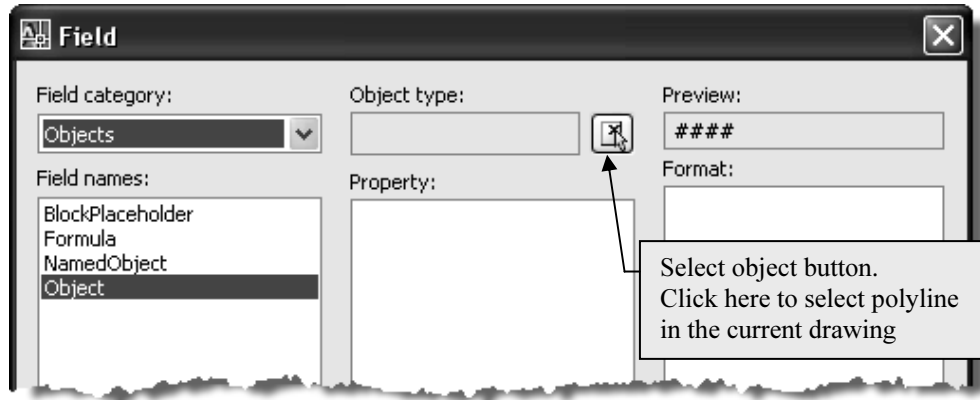 Field
Field category:
Objects
Field names:
BlockPlaceholder
Formula
NamedObject
Object
Object type:
Property:
Preview:
####
Format:
Select object button.
Click here to select polyline
in the current drawing